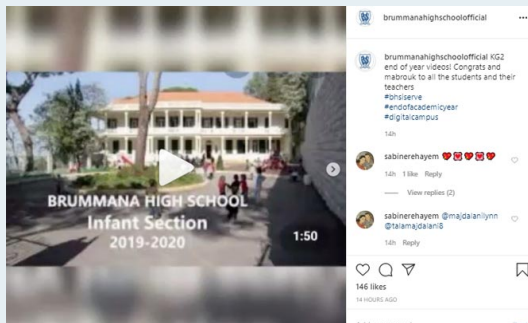 brummanahighschoolofficial
brummanahighschoolofficial KG2
end of year videos! Congrats and
mabrouk to all the students and their
teachers
#bhsiserve
#endofacademicyear
#digitalcampus
14h
sabinerehayem
14h 1 like Reply
View replies (2)
sabinerehayem @majdalanilynn
@talamajdalani8
14h Reply
146 likes
14 HOURS AGO
BRUMMANA HIGH SCHOOL
Infant Section
2019-2020
1:50